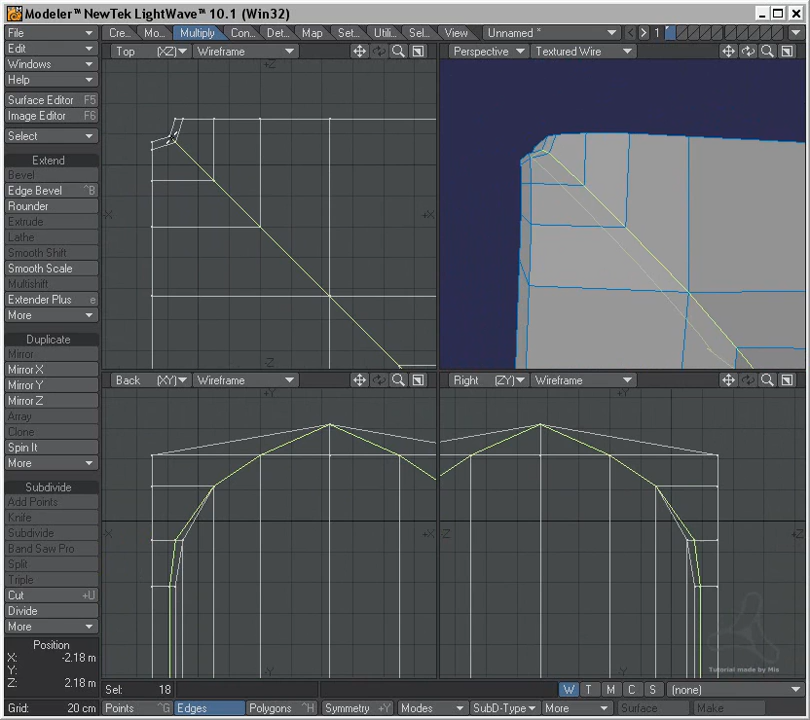 Modeler™ NewTek LightWave™ 10.1 (Win32)
File
Cre... Mo... Multiply Con... Det... Map Set... Utili... Sel... View Unnamed * 1
Edit
Windows
Help
Surface Editor F5
Image Editor F6
Select
Extend
Bevel
Edge Bevel ^B
Rounder
Extrude
Lathe
Smooth Shift
Smooth Scale
Multishift
Extender Plus e
More
Duplicate
Mirror
Mirror X
Mirror Y
Mirror Z
Array
Clone
Spin It
More
Subdivide
Add Points
Knife
Subdivide
Band Saw Pro
Split
Triple
Cut +U
Divide
More
Position
X: -2.18 m
Y:
Z: 2.18 m
Grid: 20 cm
Top (XZ) Wireframe
+Z
-X
+X
-Z
Perspective Textured Wire
Back (XY) Wireframe
+Y
-X
+X
-Y
Right (ZY) Wireframe
+Y
-Z
+Z
-Y
Tutorial made by Mis
Sel: 18
W T M C S (none)
Points ^G Edges Polygons ^H Symmetry +Y Modes SubD-Type More Surface Make